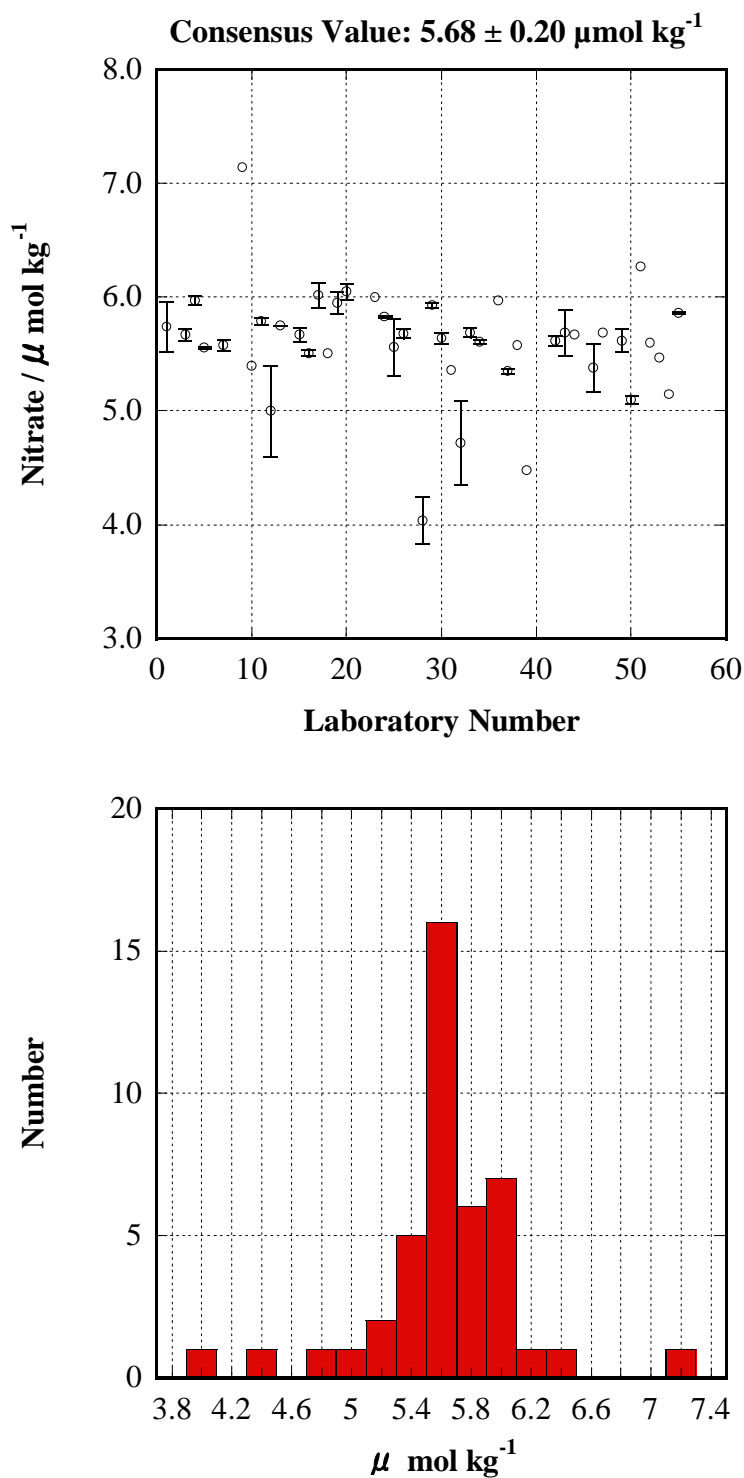 Consensus Value: 5.68 ± 0.20 µmol kg-1
8.0
7.0
6.0
5.0
4.0
3.0
Nitrate / μ mol kg-1
0 10 20 30 40 50 60
Laboratory Number
20
15
10
5
0
Number
3.8 4.2 4.6 5 5.4 5.8 6.2 6.6 7 7.4
μ mol kg-1